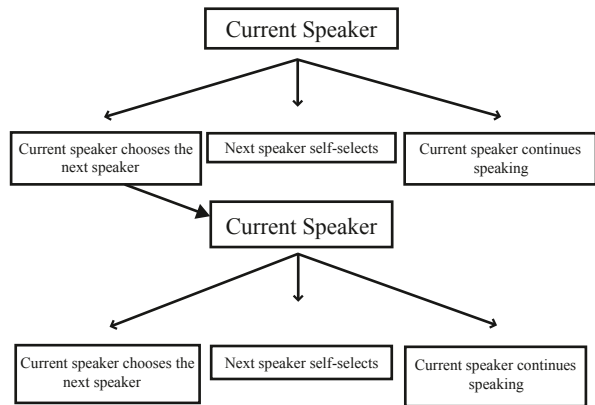 Current Speaker
Current speaker chooses the
next speaker
Next speaker self-selects
Current speaker continues
speaking
Current Speaker
Current speaker chooses the
next speaker
Next speaker self-selects
Current speaker continues
speaking